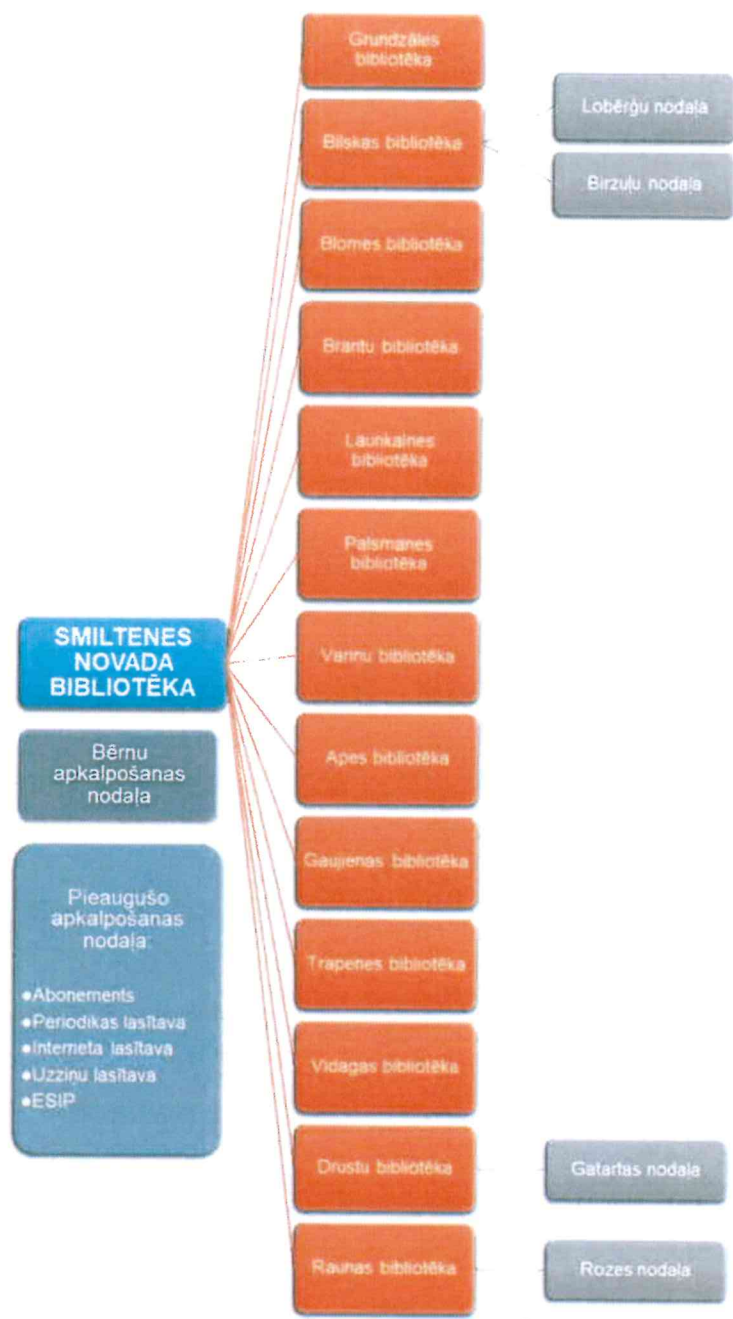 SMILTENES
NOVADA
BIBLIOTĒKA
Bērnu
apkalpošanas
nodaļa
Pieaugušo
apkalpošanas
nodaļa:
●Abonements
●Periodikas lasītava
●Interneta lasītava
●Uzziņu lasītava
●ESIP
Grundzāles
bibliotēka
Bilskas bibliotēka
Lobērģu nodaļa
Birzuļu nodaļa
Blomes bibliotēka
Brantu bibliotēka
Launkalnes
bibliotēka
Palsmanes
bibliotēka
Variņu bibliotēka
Apes bibliotēka
Gaujienas bibliotēka
Trapenes bibliotēka
Vidagas bibliotēka
Drustu bibliotēka
Gatartas nodaļa
Raunas bibliotēka
Rozes nodaļa